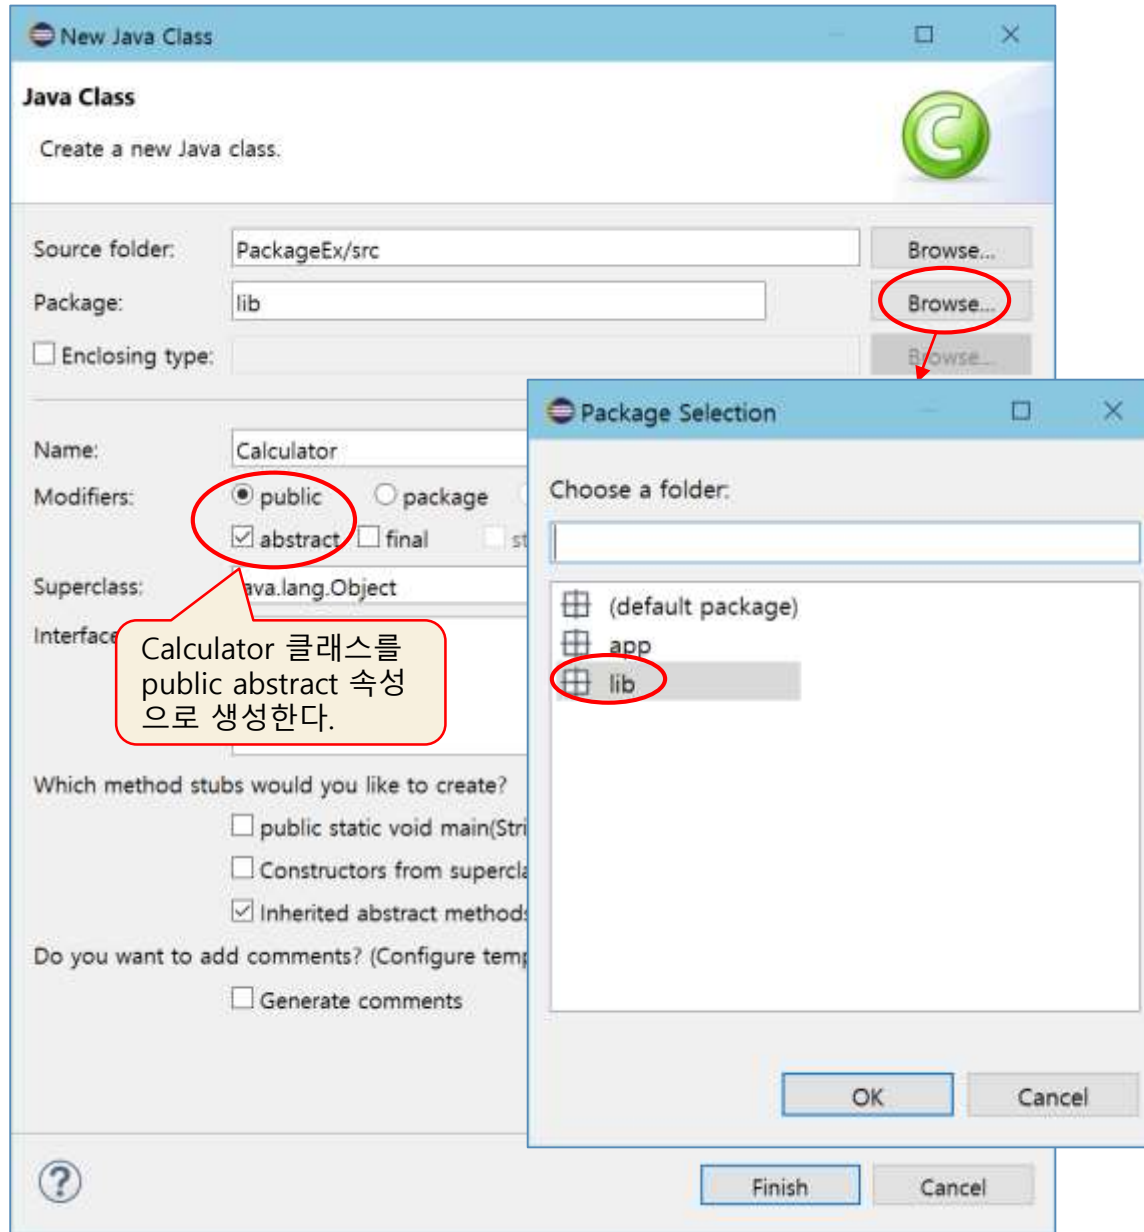 New Java Class
Java Class
Create a new Java class.
Source folder:
PackageEx/src
Browse...
Package:
lib
Browse...
Enclosing type:
Browse...
Package Selection
Name:
Calculator
Choose a folder:
Modifiers:
public
package
abstract
final
st
Superclass:
ava.lang.Object
(default package)
Interface
app
Calculator 클래스를
public abstract 속성
으로 생성한다.
lib
Which method stubs would you like to create?
public static void main(Stri
Constructors from supercla
Inherited abstract methods
Do you want to add comments? (Configure temp
Generate comments
OK
Cancel
?
Finish
Cancel